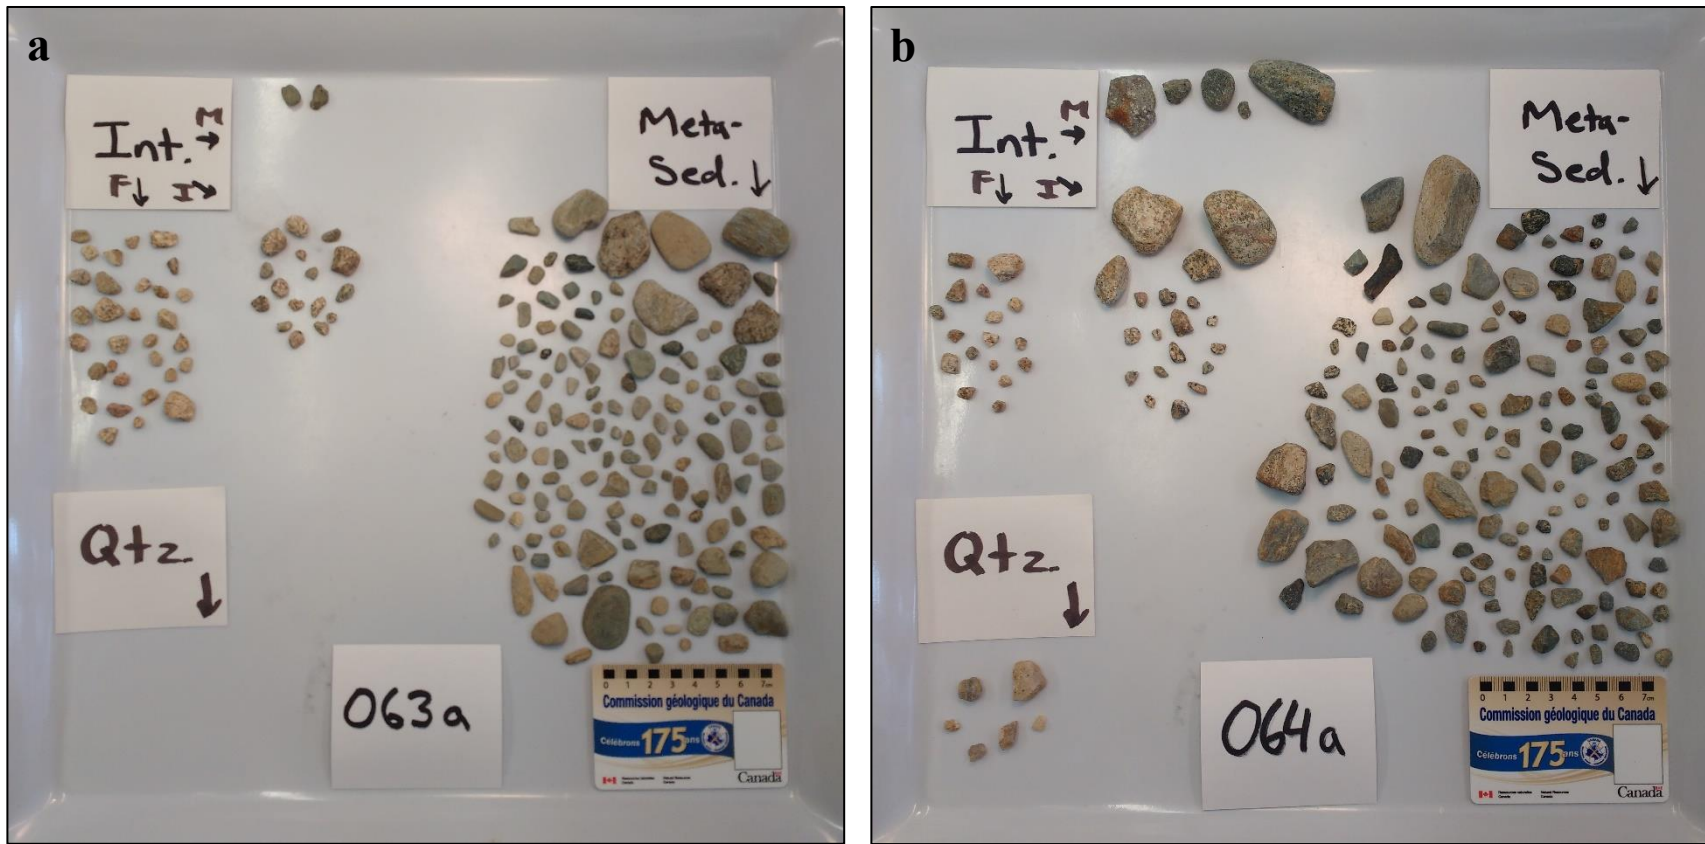 a
Int. M →
F ↓ I ↘
Meta-
Sed. ↓
Qtz.
↓
063a
0 1 2 3 4 5 6 7cm
Commission géologique du Canada
Célébrons 175 ans
Canada
b
Int. M →
F ↓ I ↘
Meta-
Sed. ↓
Qtz.
↓
064a
0 1 2 3 4 5 6 7cm
Commission géologique du Canada
Célébrons 175 ans
Canada